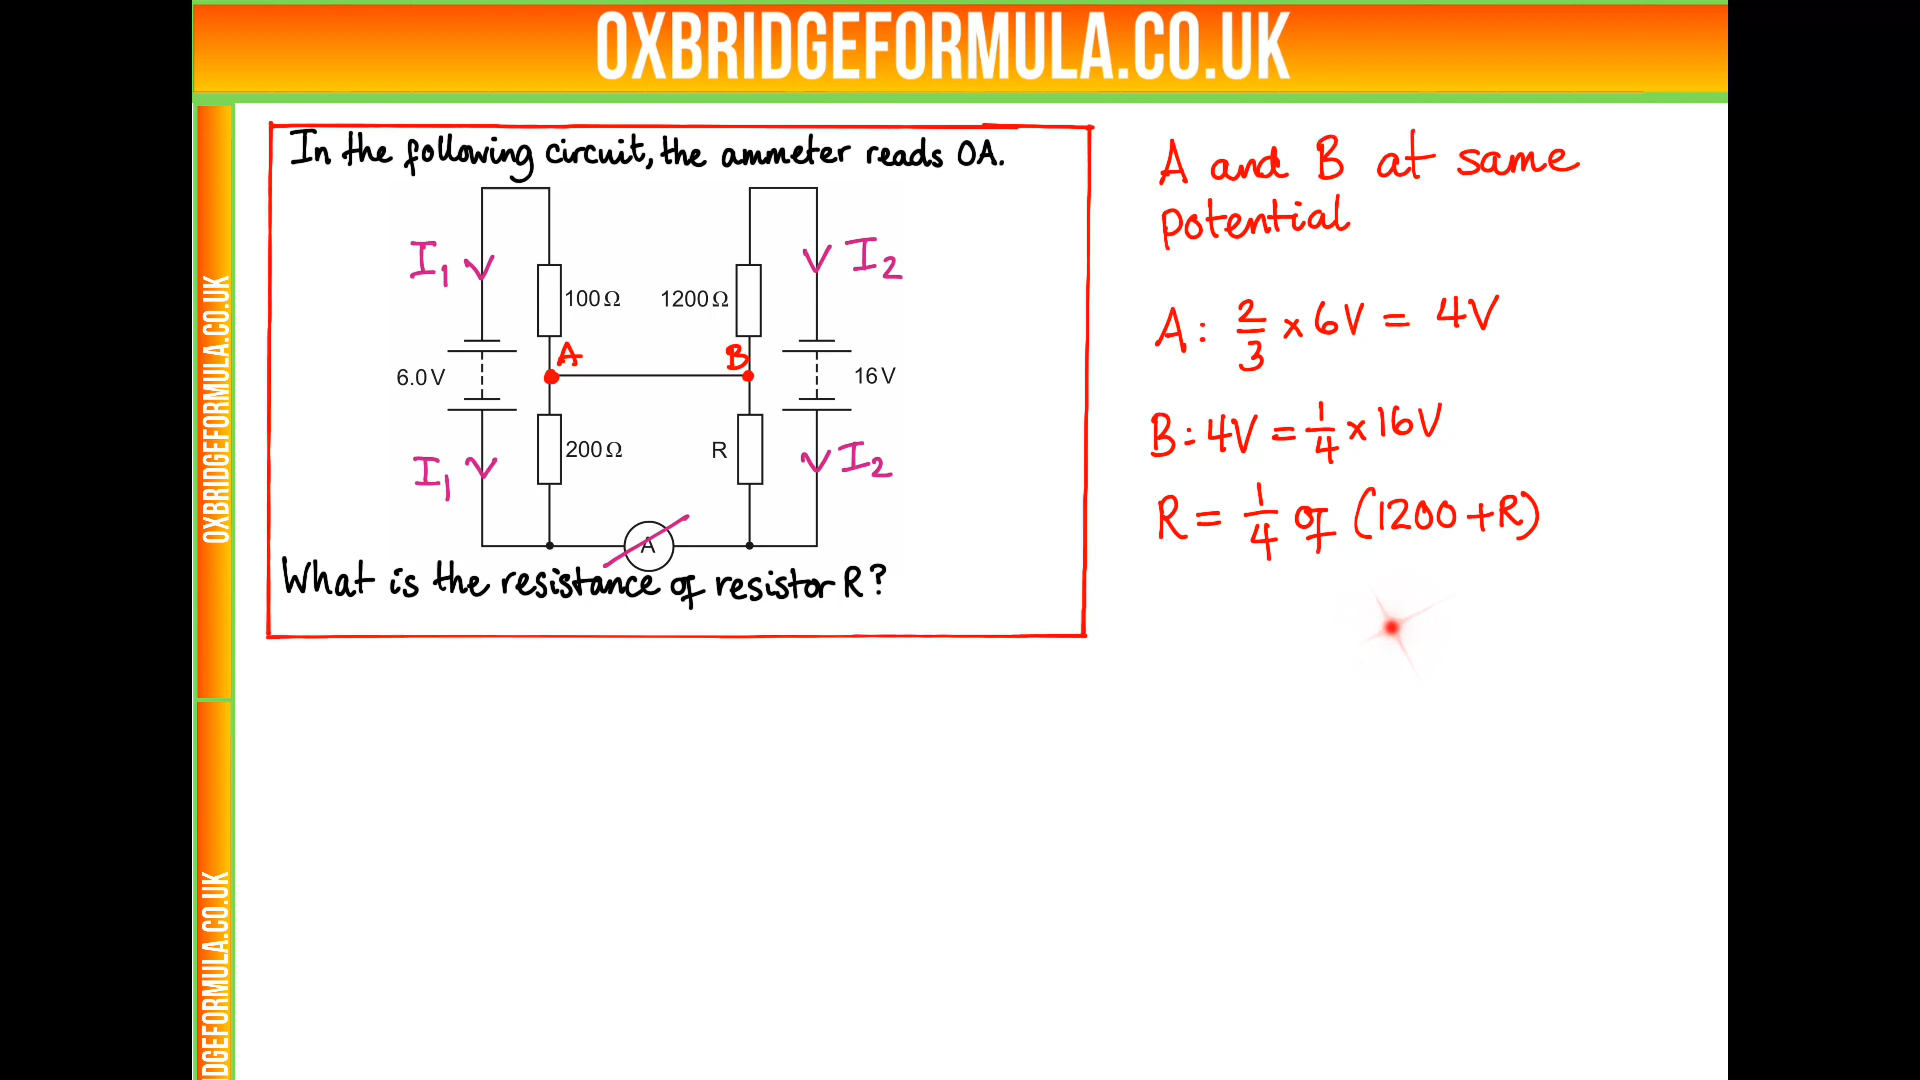 OXBRIDGEFORMULA.CO.UK
OXBRIDGEFORMULA.CO.UK
DGEFORMULA.CO.UK
In the following circuit, the ammeter reads 0A.
I₁
I₂
100Ω
1200Ω
A
B
6.0V
16V
200Ω
R
I₁
I₂
A
What is the resistance of resistor R?
A and B at same
potential
A: 2/3 x 6V = 4V
B: 4V = 1/4 x 16V
R = 1/4 of (1200 + R)